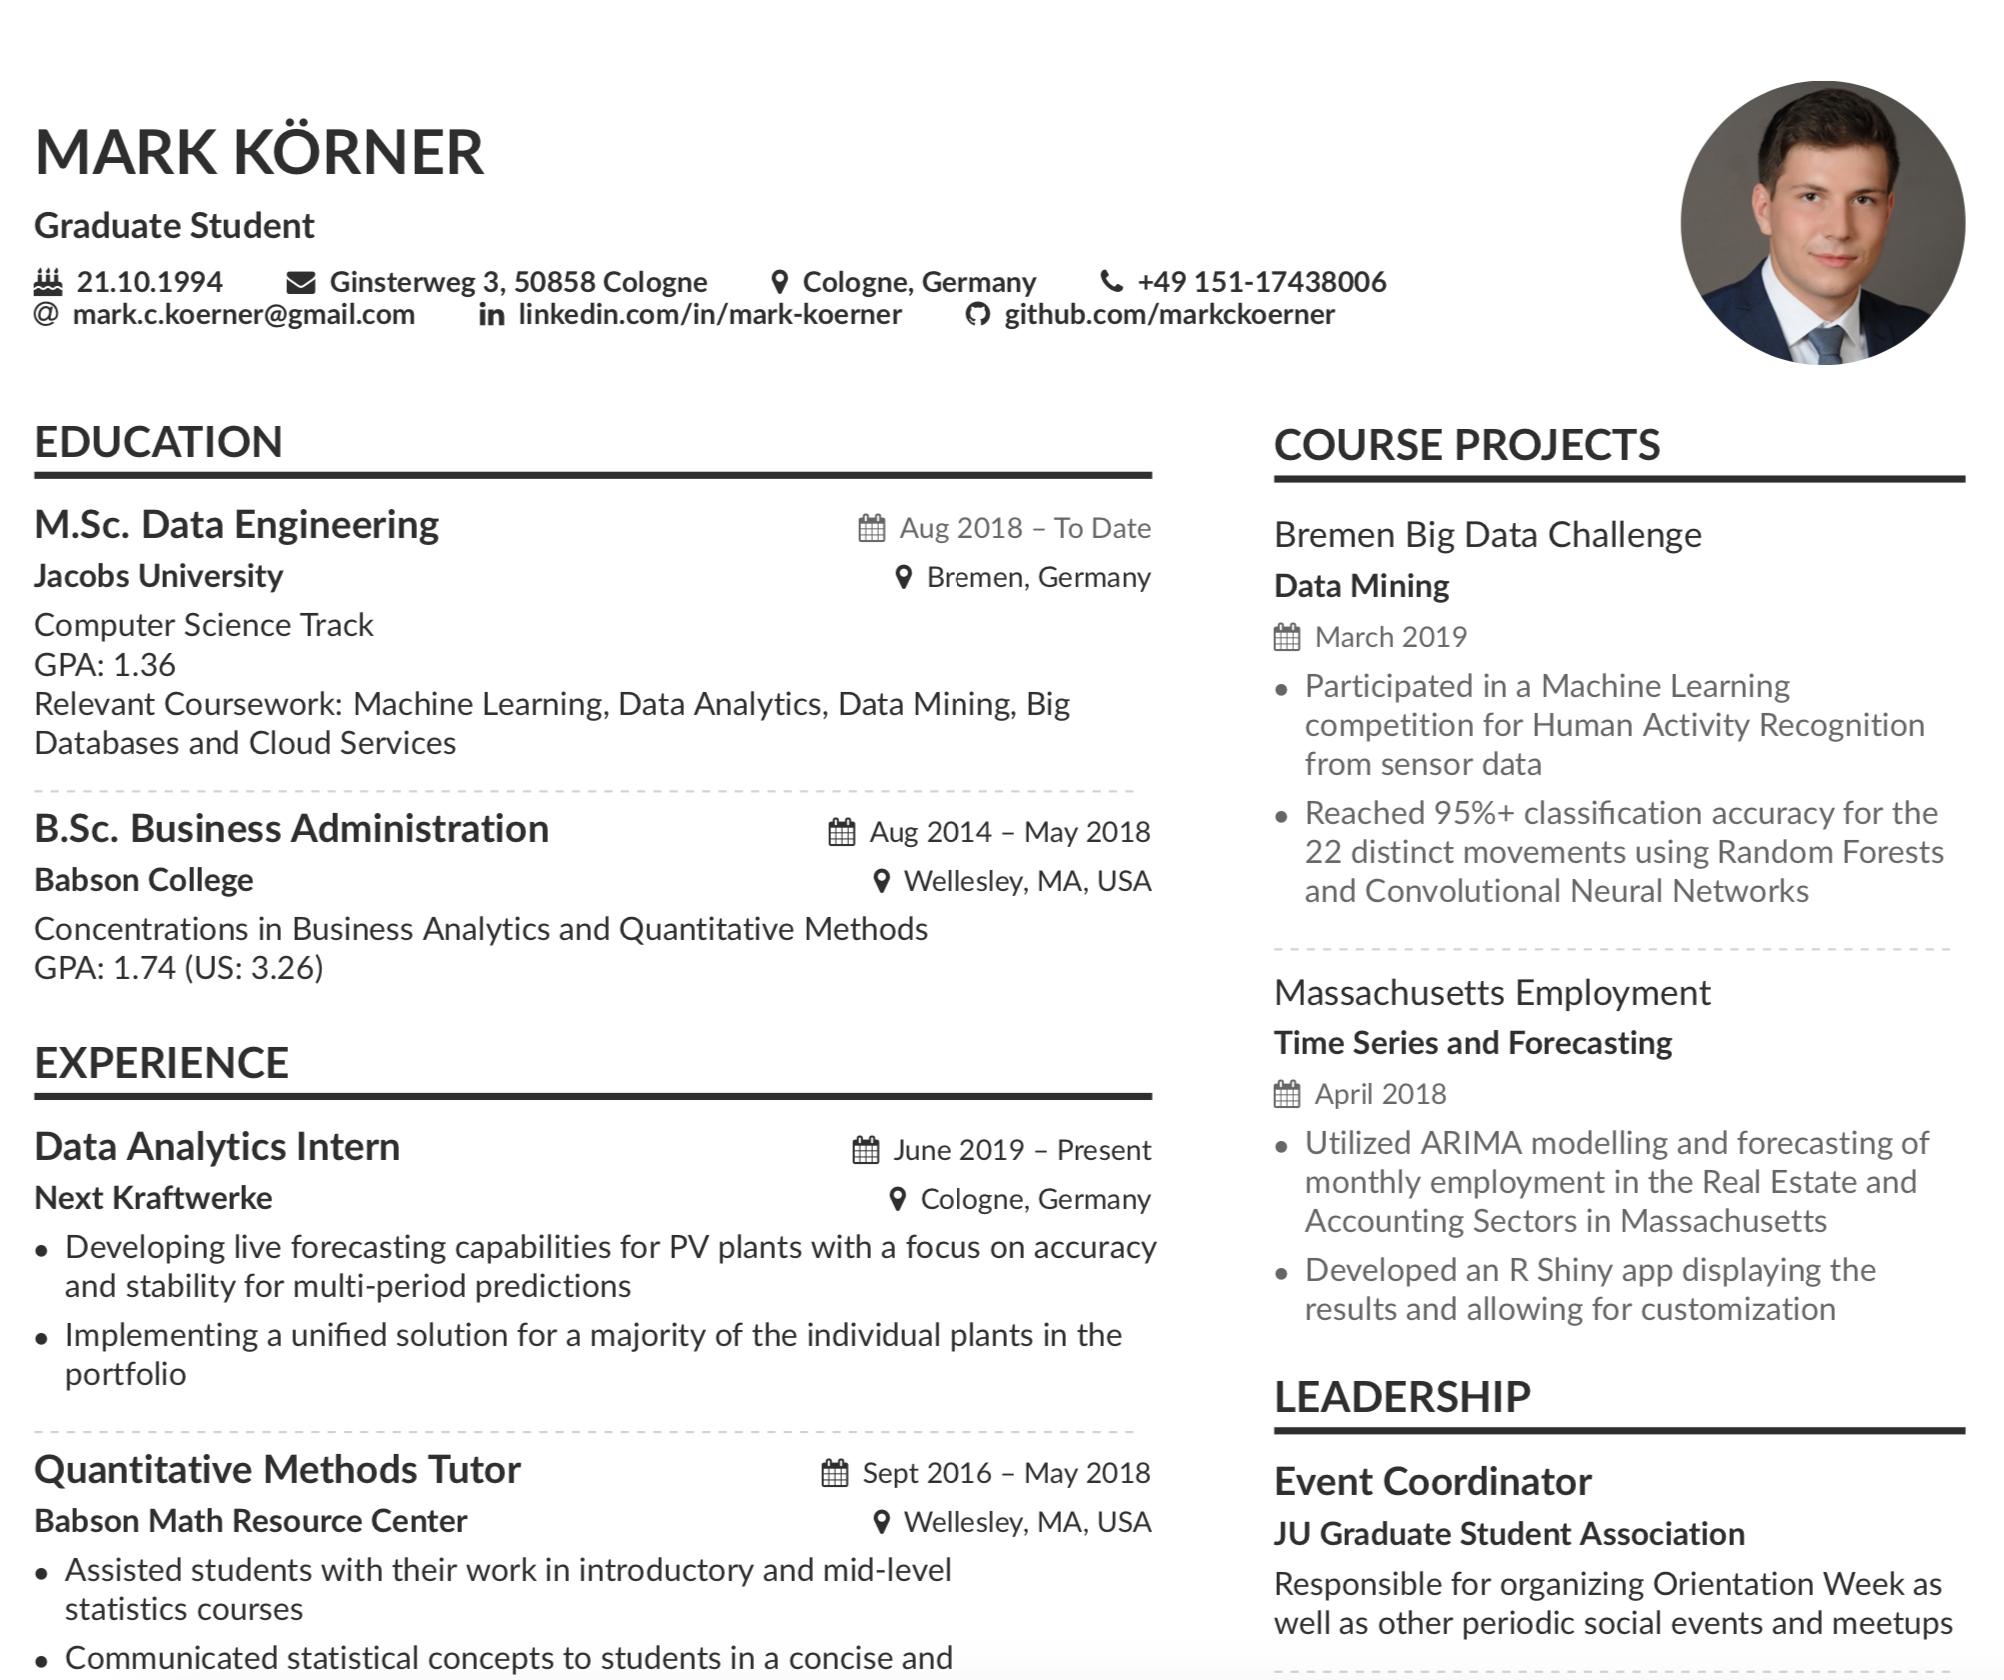 MARK KÖRNER
Graduate Student
21.10.1994 Ginsterweg 3, 50858 Cologne Cologne, Germany +49 151-17438006
@ mark.c.koerner@gmail.com in linkedin.com/in/mark-koerner github.com/markckoerner
EDUCATION
M.Sc. Data Engineering Aug 2018 – To Date
Jacobs University Bremen, Germany
Computer Science Track
GPA: 1.36
Relevant Coursework: Machine Learning, Data Analytics, Data Mining, Big
Databases and Cloud Services
B.Sc. Business Administration Aug 2014 – May 2018
Babson College Wellesley, MA, USA
Concentrations in Business Analytics and Quantitative Methods
GPA: 1.74 (US: 3.26)
EXPERIENCE
Data Analytics Intern June 2019 – Present
Next Kraftwerke Cologne, Germany
• Developing live forecasting capabilities for PV plants with a focus on accuracy
and stability for multi-period predictions
• Implementing a unified solution for a majority of the individual plants in the
portfolio
Quantitative Methods Tutor Sept 2016 – May 2018
Babson Math Resource Center Wellesley, MA, USA
• Assisted students with their work in introductory and mid-level
statistics courses
• Communicated statistical concepts to students in a concise and
COURSE PROJECTS
Bremen Big Data Challenge
Data Mining
March 2019
• Participated in a Machine Learning
competition for Human Activity Recognition
from sensor data
• Reached 95%+ classification accuracy for the
22 distinct movements using Random Forests
and Convolutional Neural Networks
Massachusetts Employment
Time Series and Forecasting
April 2018
• Utilized ARIMA modelling and forecasting of
monthly employment in the Real Estate and
Accounting Sectors in Massachusetts
• Developed an R Shiny app displaying the
results and allowing for customization
LEADERSHIP
Event Coordinator
JU Graduate Student Association
Responsible for organizing Orientation Week as
well as other periodic social events and meetups